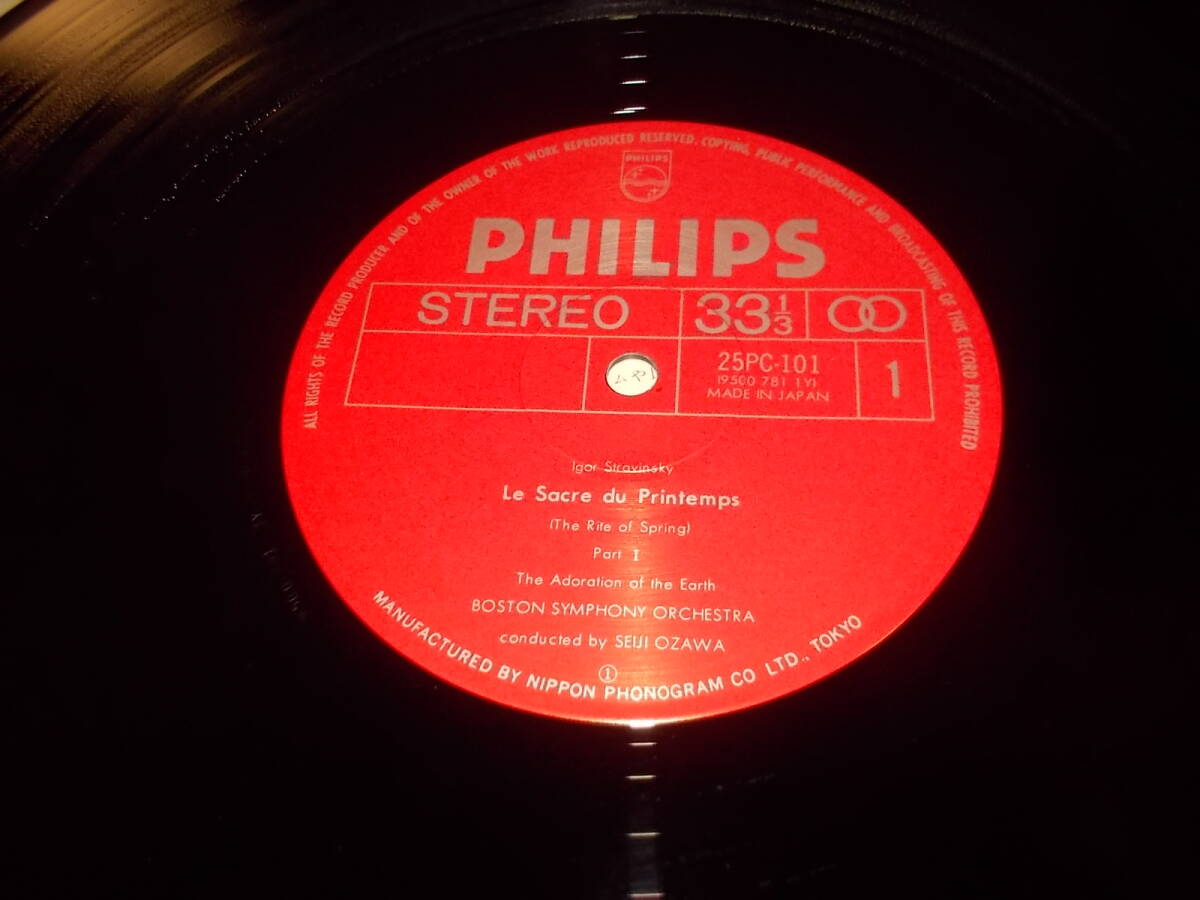 ALL RIGHTS OF THE RECORD PRODUCER AND OF THE OWNER OF THE WORK REPRODUCED RESERVED. COPYING, PUBLIC PERFORMANCE AND BROADCASTING OF THIS RECORD PROHIBITED
PHILIPS
PHILIPS
STEREO
33 1/3
25PC-101
(9500 781 1Y)
MADE IN JAPAN
1
Igor Stravinsky
Le Sacre du Printemps
(The Rite of Spring)
Part I
The Adoration of the Earth
BOSTON SYMPHONY ORCHESTRA
conducted by SEIJI OZAWA
①
MANUFACTURED BY NIPPON PHONOGRAM CO LTD., TOKYO